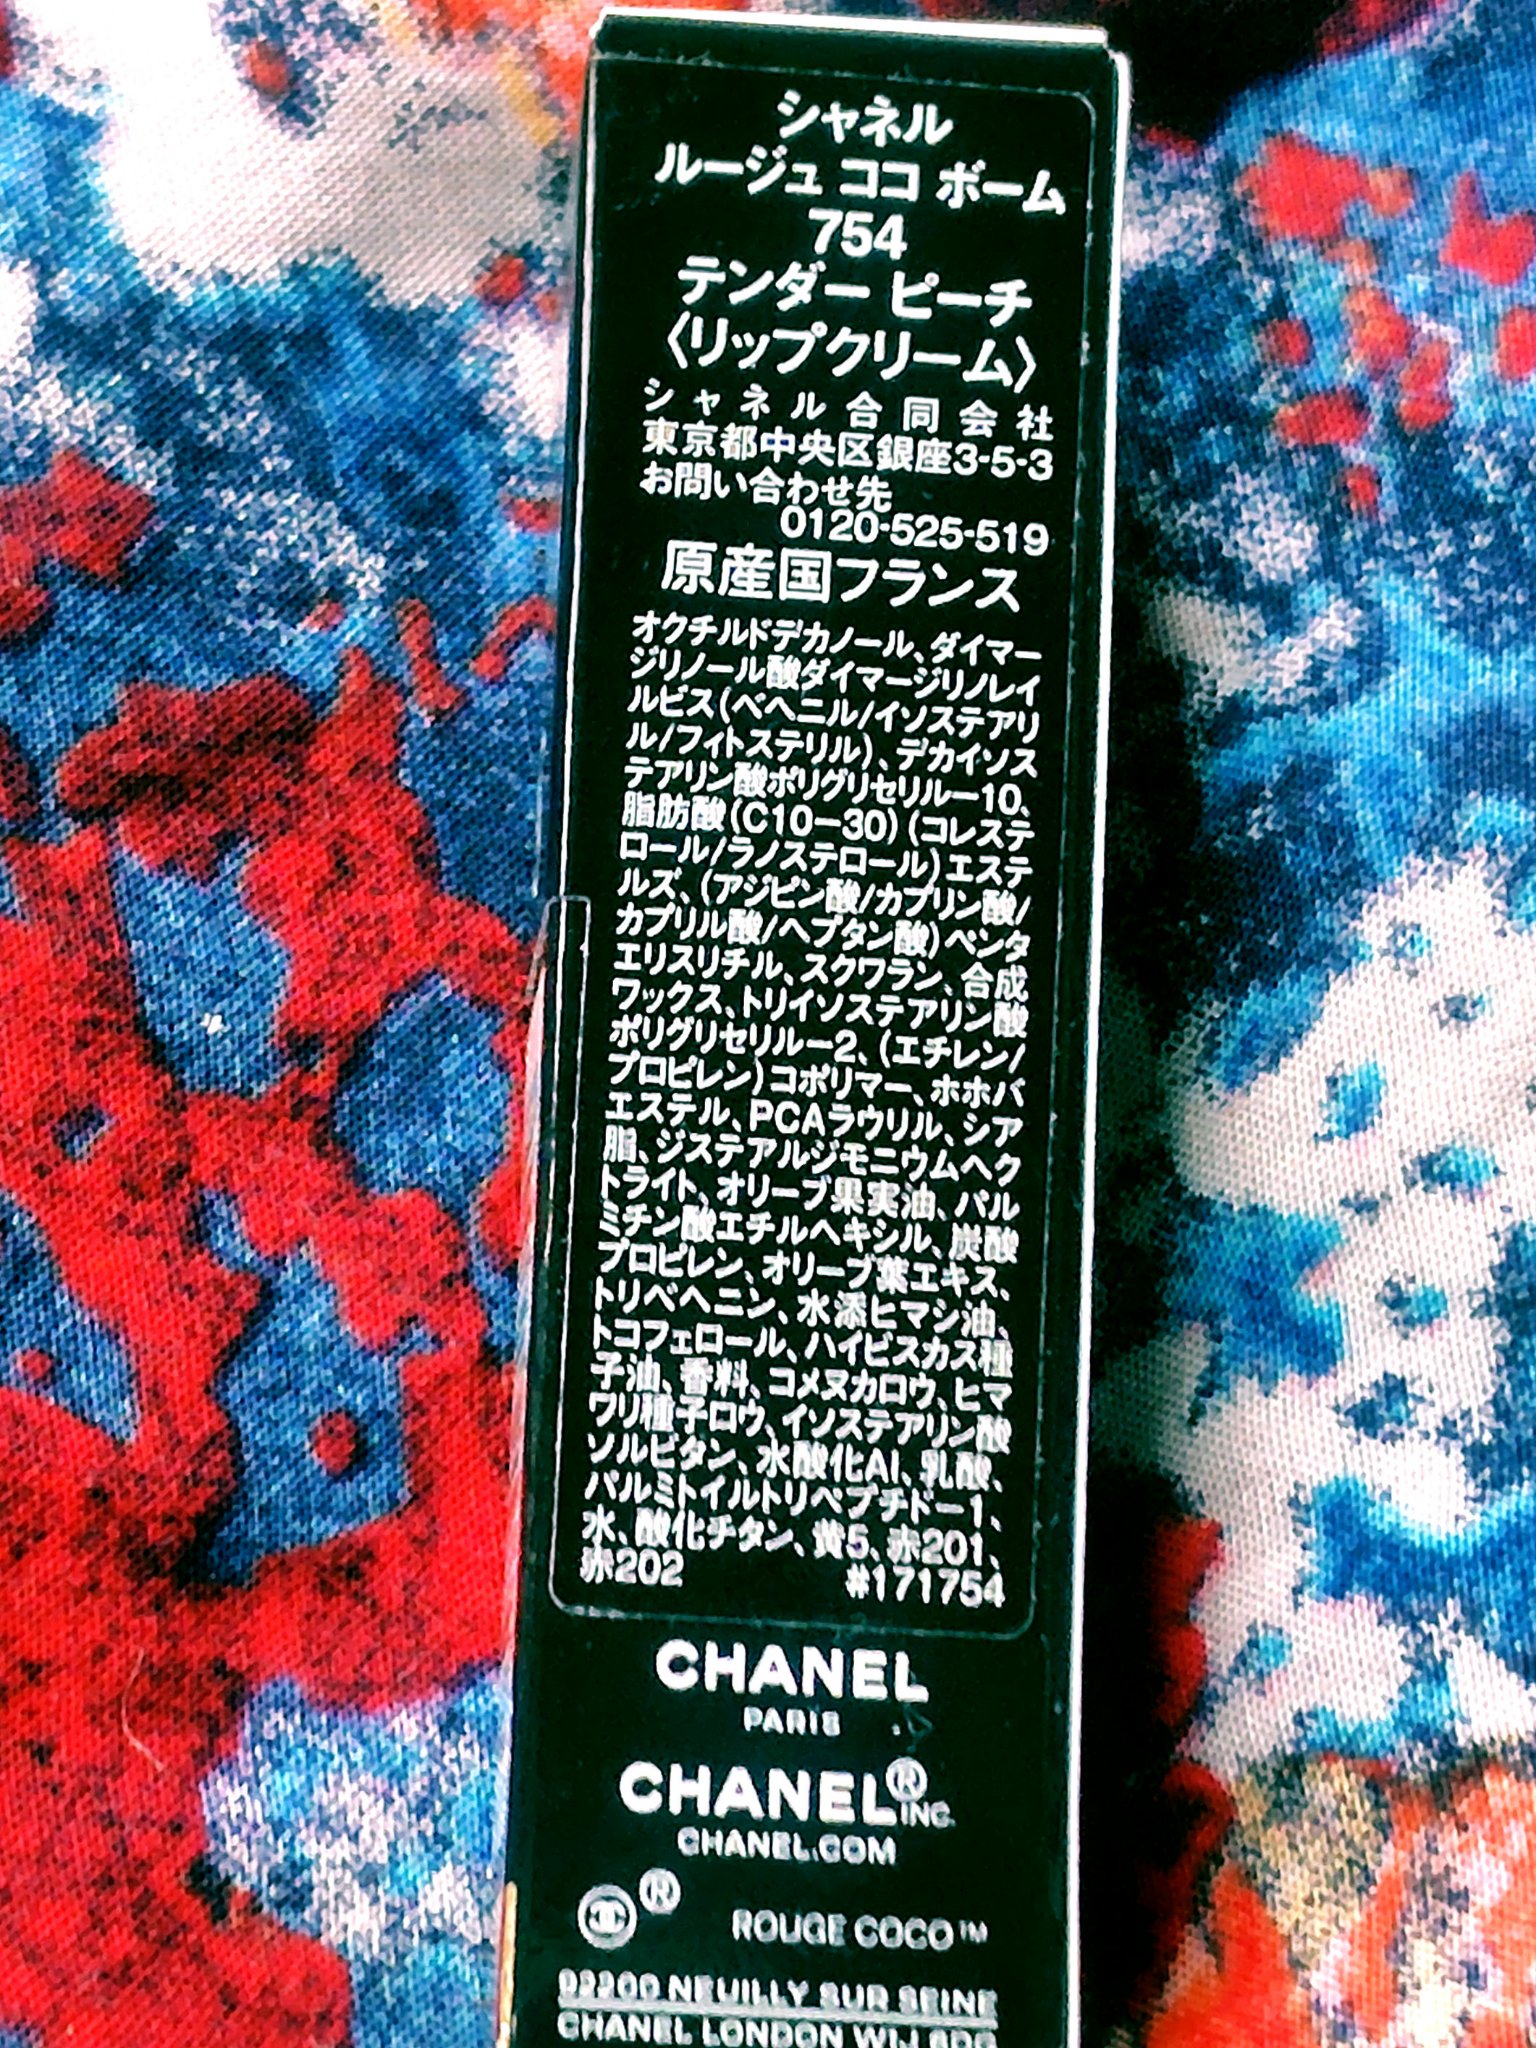 シャネル
ルージュ ココ ボーム
754
テンダー ピーチ
〈リップクリーム〉
シャネル合同会社
東京都中央区銀座3-5-3
お問い合わせ先
0120-525-519
原産国フランス
オクチルドデカノール、ダイマー
ジリノール酸ダイマージリノレイ
ルビス(ベヘニル/イソステアリ
ル/フィトステリル)、デカイソス
テアリン酸ポリグリセリルー10、
脂肪酸(C10ー30)(コレステ
ロール/ラノステロール)エステ
ルズ、(アジピン酸/カプリン酸/
カプリル酸/ヘプタン酸)ペンタ
エリスリチル、スクワラン、合成
ワックス、トリイソステアリン酸
ポリグリセリルー2、(エチレン/
プロピレン)コポリマー、ホホバ
エステル、PCAラウリル、シア
脂、ジステアルジモニウムヘク
トライト、オリーブ果実油、パル
ミチン酸エチルヘキシル、炭酸
プロピレン、オリーブ葉エキス、
トリベヘニン、水添ヒマシ油、
トコフェロール、ハイビスカス種
子油、香料、コメヌカロウ、ヒマ
ワリ種子ロウ、イソステアリン酸
ソルビタン、水酸化Al、乳酸、
パルミトイルトリペプチドー1、
水、酸化チタン、黄5、赤201、
赤202 #171754
CHANEL
PARIS
CHANEL® INC.
CHANEL.COM
® ROUGE COCO™
92200 NEUILLY SUR SEINE
CHANEL LONDON W1J 6DG